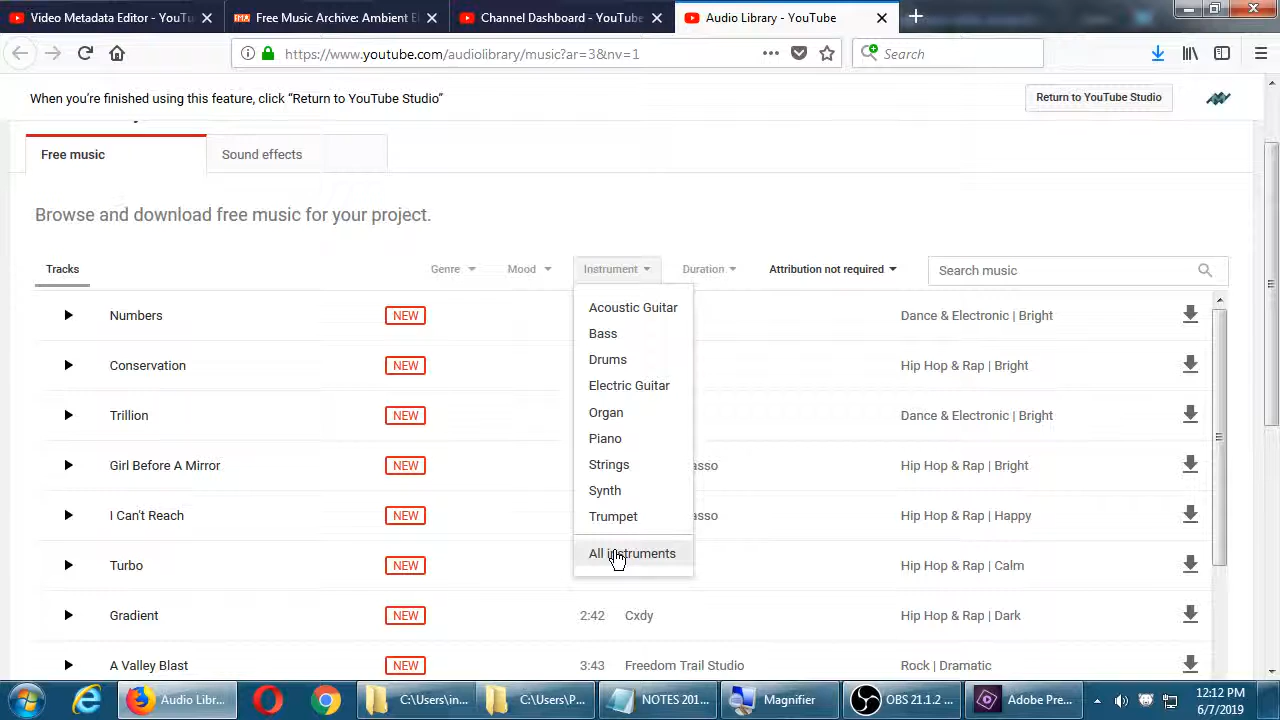 Video Metadata Editor - YouTu
Free Music Archive: Ambient El
Channel Dashboard - YouTube
Audio Library - YouTube
https://www.youtube.com/audiolibrary/music?ar=3&nv=1
Search
When you're finished using this feature, click "Return to YouTube Studio"
Return to YouTube Studio
Free music
Sound effects
Browse and download free music for your project.
Tracks
Genre
Mood
Instrument
Duration
Attribution not required
Search music
Acoustic Guitar
Bass
Drums
Electric Guitar
Organ
Piano
Strings
Synth
Trumpet
All instruments
Numbers NEW Dance & Electronic | Bright
Conservation NEW Hip Hop & Rap | Bright
Trillion NEW Dance & Electronic | Bright
Girl Before A Mirror NEW asso Hip Hop & Rap | Bright
I Can't Reach NEW asso Hip Hop & Rap | Happy
Turbo NEW Hip Hop & Rap | Calm
Gradient NEW 2:42 Cxdy Hip Hop & Rap | Dark
A Valley Blast NEW 3:43 Freedom Trail Studio Rock | Dramatic
Audio Libr...
C:\Users\in...
C:\Users\P...
NOTES 201...
Magnifier
OBS 21.1.2 ...
Adobe Pre...
12:12 PM
6/7/2019